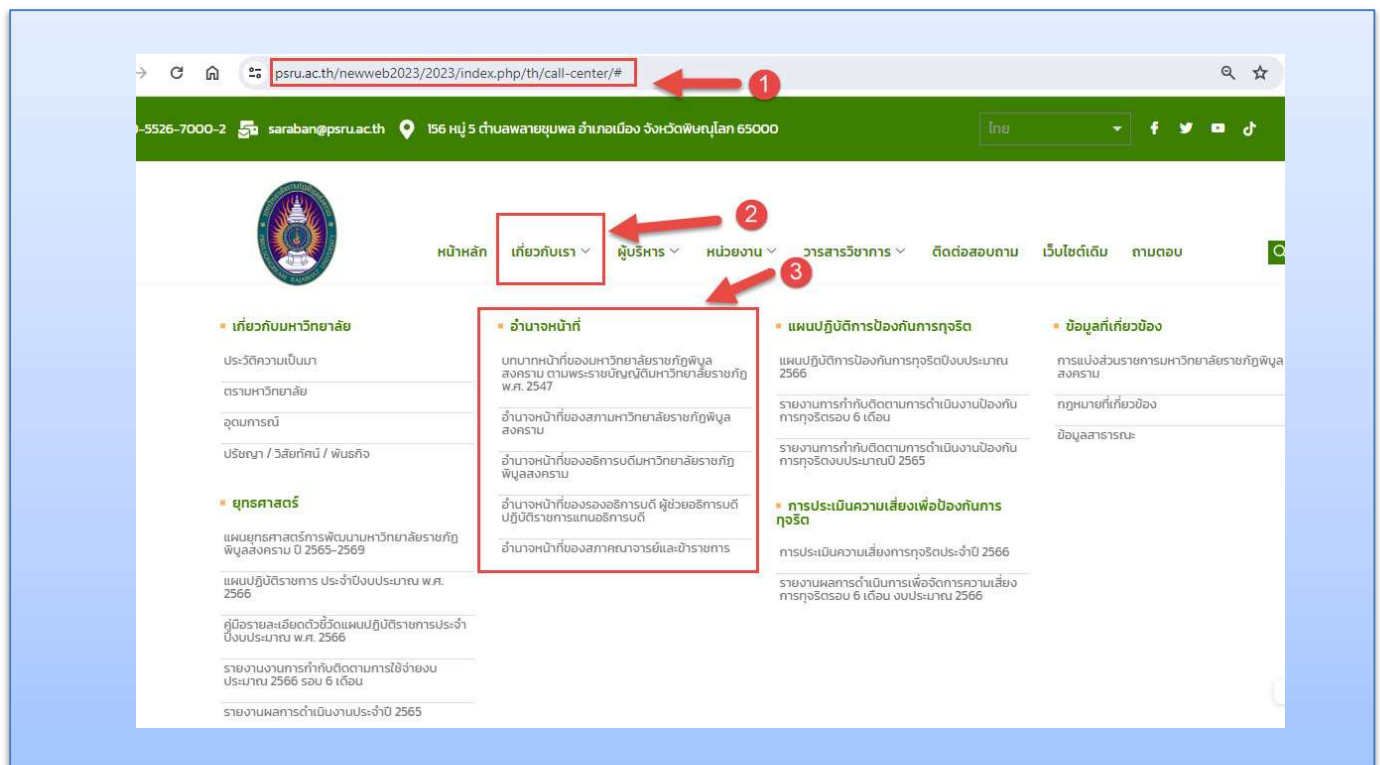 psru.ac.th/newweb2023/2023/index.php/th/call-center/#
1
-5526-7000-2 saraban@psru.ac.th 156 หมู่ 5 ตำบลพลายชุมพล อำเภอเมือง จังหวัดพิษณุโลก 65000 ไทย
2
หน้าหลัก เกี่ยวกับเรา ผู้บริหาร หน่วยงาน วารสารวิชาการ ติดต่อสอบถาม เว็บไซต์เดิม ถามตอบ
3
เกี่ยวกับมหาวิทยาลัย
ประวัติความเป็นมา
ตรามหาวิทยาลัย
อุดมการณ์
ปรัชญา / วิสัยทัศน์ / พันธกิจ
ยุทธศาสตร์
แผนยุทธศาสตร์การพัฒนามหาวิทยาลัยราชภัฏ
พิบูลสงคราม ปี 2565-2569
แผนปฏิบัติราชการ ประจำปีงบประมาณ พ.ศ.
2566
คู่มือรายละเอียดตัวชี้วัดแผนปฏิบัติราชการประจำ
ปีงบประมาณ พ.ศ. 2566
รายงานงานการกำกับติดตามการใช้จ่ายงบ
ประมาณ 2566 รอบ 6 เดือน
รายงานผลการดำเนินงานประจำปี 2565
อำนาจหน้าที่
บทบาทหน้าที่ของมหาวิทยาลัยราชภัฏพิบูล
สงคราม ตามพระราชบัญญัติมหาวิทยาลัยราชภัฏ
พ.ศ. 2547
อำนาจหน้าที่ของสภามหาวิทยาลัยราชภัฏพิบูล
สงคราม
อำนาจหน้าที่ของอธิการบดีมหาวิทยาลัยราชภัฏ
พิบูลสงคราม
อำนาจหน้าที่ของรองอธิการบดี ผู้ช่วยอธิการบดี
ปฏิบัติราชการแทนอธิการบดี
อำนาจหน้าที่ของสภาคณาจารย์และข้าราชการ
แผนปฏิบัติการป้องกันการทุจริต
แผนปฏิบัติการป้องกันการทุจริตปีงบประมาณ
2566
รายงานการกำกับติดตามการดำเนินงานป้องกัน
การทุจริตรอบ 6 เดือน
รายงานการกำกับติดตามการดำเนินงานป้องกัน
การทุจริตงบประมาณปี 2565
การประเมินความเสี่ยงเพื่อป้องกันการ
ทุจริต
การประเมินความเสี่ยงการทุจริตประจำปี 2566
รายงานผลการดำเนินการเพื่อจัดการความเสี่ยง
การทุจริตรอบ 6 เดือน งบประมาณ 2566
ข้อมูลที่เกี่ยวข้อง
การแบ่งส่วนราชการมหาวิทยาลัยราชภัฏพิบูล
สงคราม
กฎหมายที่เกี่ยวข้อง
ข้อมูลสาธารณะ